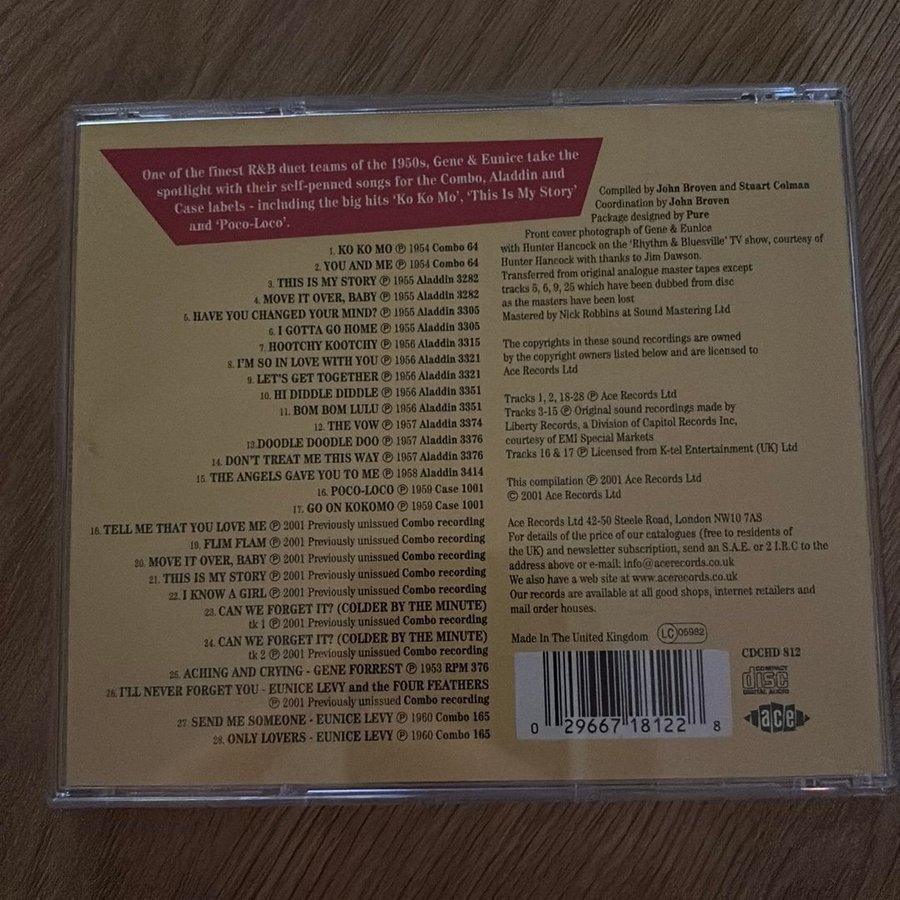 One of the finest R&B duet teams of the 1950s, Gene & Eunice take the
spotlight with their self-penned songs for the Combo, Aladdin and
Case labels - including the big hits ‘Ko Ko Mo’, ‘This Is My Story’
and ‘Poco-Loco’.
1. KO KO MO ℗ 1954 Combo 64
2. YOU AND ME ℗ 1954 Combo 64
3. THIS IS MY STORY ℗ 1955 Aladdin 3282
4. MOVE IT OVER, BABY ℗ 1955 Aladdin 3282
5. HAVE YOU CHANGED YOUR MIND? ℗ 1955 Aladdin 3305
6. I GOTTA GO HOME ℗ 1955 Aladdin 3305
7. HOOTCHY KOOTCHY ℗ 1956 Aladdin 3315
8. I'M SO IN LOVE WITH YOU ℗ 1956 Aladdin 3321
9. LET'S GET TOGETHER ℗ 1956 Aladdin 3321
10. HI DIDDLE DIDDLE ℗ 1956 Aladdin 3351
11. BOM BOM LULU ℗ 1956 Aladdin 3351
12. THE VOW ℗ 1957 Aladdin 3374
13. DOODLE DOODLE DOO ℗ 1957 Aladdin 3376
14. DON'T TREAT ME THIS WAY ℗ 1957 Aladdin 3376
15. THE ANGELS GAVE YOU TO ME ℗ 1958 Aladdin 3414
16. POCO-LOCO ℗ 1959 Case 1001
17. GO ON KOKOMO ℗ 1959 Case 1001
18. TELL ME THAT YOU LOVE ME ℗ 2001 Previously unissued Combo recording
19. FLIM FLAM ℗ 2001 Previously unissued Combo recording
20. MOVE IT OVER, BABY ℗ 2001 Previously unissued Combo recording
21. THIS IS MY STORY ℗ 2001 Previously unissued Combo recording
22. I KNOW A GIRL ℗ 2001 Previously unissued Combo recording
23. CAN WE FORGET IT? (COLDER BY THE MINUTE)
tk 1 ℗ 2001 Previously unissued Combo recording
34. CAN WE FORGET IT? (COLDER BY THE MINUTE)
tk 2 ℗ 2001 Previously unissued Combo recording
25. ACHING AND CRYING - GENE FORREST ℗ 1953 RPM 376
26. I'LL NEVER FORGET YOU - EUNICE LEVY and the FOUR FEATHERS
℗ 2001 Previously unissued Combo recording
27. SEND ME SOMEONE - EUNICE LEVY ℗ 1960 Combo 165
28. ONLY LOVERS - EUNICE LEVY ℗ 1960 Combo 165
Compiled by John Broven and Stuart Colman
Coordination by John Broven
Package designed by Pure
Front cover photograph of Gene & Eunice
with Hunter Hancock on the ‘Rhythm & Bluesville’ TV show, courtesy of
Hunter Hancock with thanks to Jim Dawson.
Transferred from original analogue master tapes except
tracks 5, 6, 9, 25 which have been dubbed from disc
as the masters have been lost
Mastered by Nick Robbins at Sound Mastering Ltd
The copyrights in these sound recordings are owned
by the copyright owners listed below and are licensed to
Ace Records Ltd
Tracks 1, 2, 18-28 ℗ Ace Records Ltd
Tracks 3-15 ℗ Original sound recordings made by
Liberty Records, a Division of Capitol Records Inc,
courtesy of EMI Special Markets
Tracks 16 & 17 ℗ Licensed from K-tel Entertainment (UK) Ltd
This compilation ℗ 2001 Ace Records Ltd
© 2001 Ace Records Ltd
Ace Records Ltd 42-50 Steele Road, London NW10 7AS
For details of the price of our catalogues (free to residents of
the UK) and newsletter subscription, send an S.A.E. or 2 I.R.C to the
address above or e-mail: info@acerecords.co.uk
We also have a web site at www.acerecords.co.uk
Our records are available at all good shops, internet retailers and
mail order houses.
Made In The United Kingdom LC 05982
CDCHD 812
COMPACT
disc
DIGITAL AUDIO
ace
0 29667 18122 8